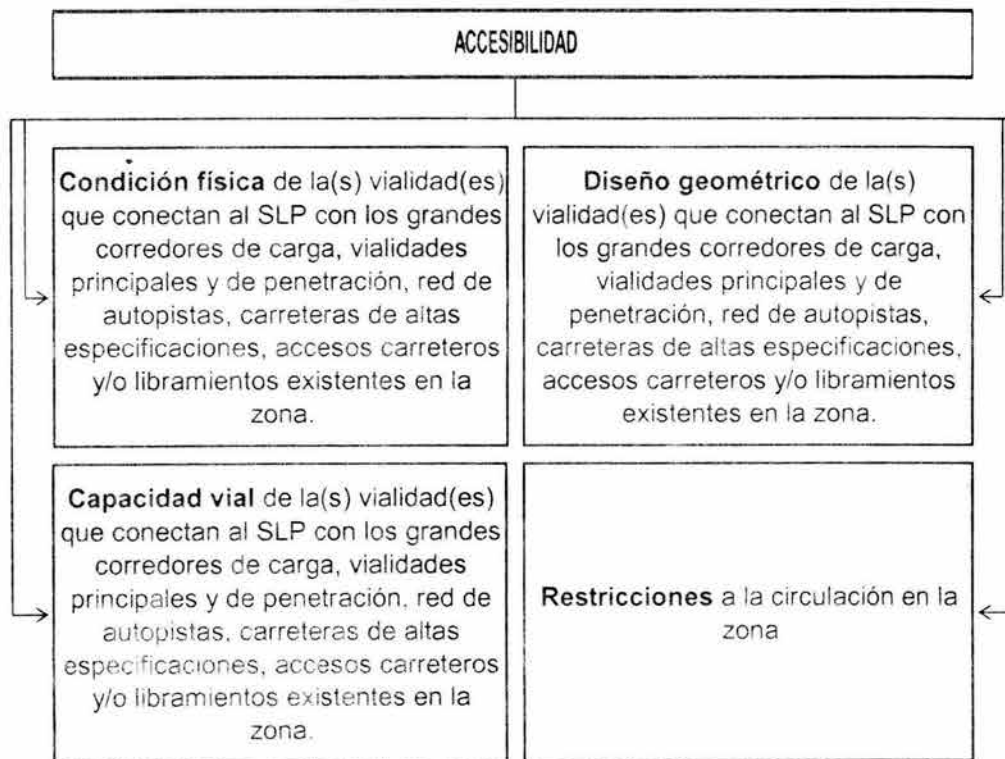 ACCESIBILIDAD
Condición física de la(s) vialidad(es)
que conectan al SLP con los grandes
corredores de carga, vialidades
principales y de penetración, red de
autopistas, carreteras de altas
especificaciones, accesos carreteros
y/o libramientos existentes en la
zona.
Diseño geométrico de la(s)
vialidad(es) que conectan al SLP con
los grandes corredores de carga,
vialidades principales y de
penetración, red de autopistas,
carreteras de altas especificaciones,
accesos carreteros y/o libramientos
existentes en la zona.
Capacidad vial de la(s) vialidad(es)
que conectan al SLP con los grandes
corredores de carga, vialidades
principales y de penetración, red de
autopistas, carreteras de altas
especificaciones, accesos carreteros
y/o libramientos existentes en la
zona.
Restricciones a la circulación en la
zona